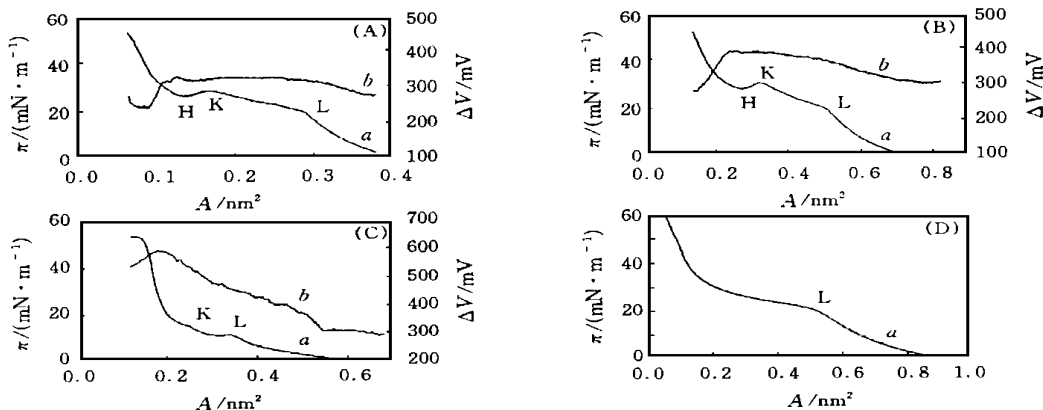 (A)
π/(mN · m⁻¹)
60
40
20
0
500
400
300
200
100
ΔV/mV
H K L
a
b
0.0 0.1 0.2 0.3 0.4
A/nm²
(B)
π/(mN · m⁻¹)
60
40
20
0
500
400
300
200
100
ΔV/mV
H K L
a
b
0.0 0.2 0.4 0.6 0.8
A/nm²
(C)
π/(mN · m⁻¹)
60
40
20
0
700
600
500
400
300
200
ΔV/mV
K L
a
b
0.0 0.2 0.4 0.6
A/nm²
(D)
π/(mN · m⁻¹)
60
40
20
0
L
a
0.0 0.2 0.4 0.6 0.8 1.0
A/nm²